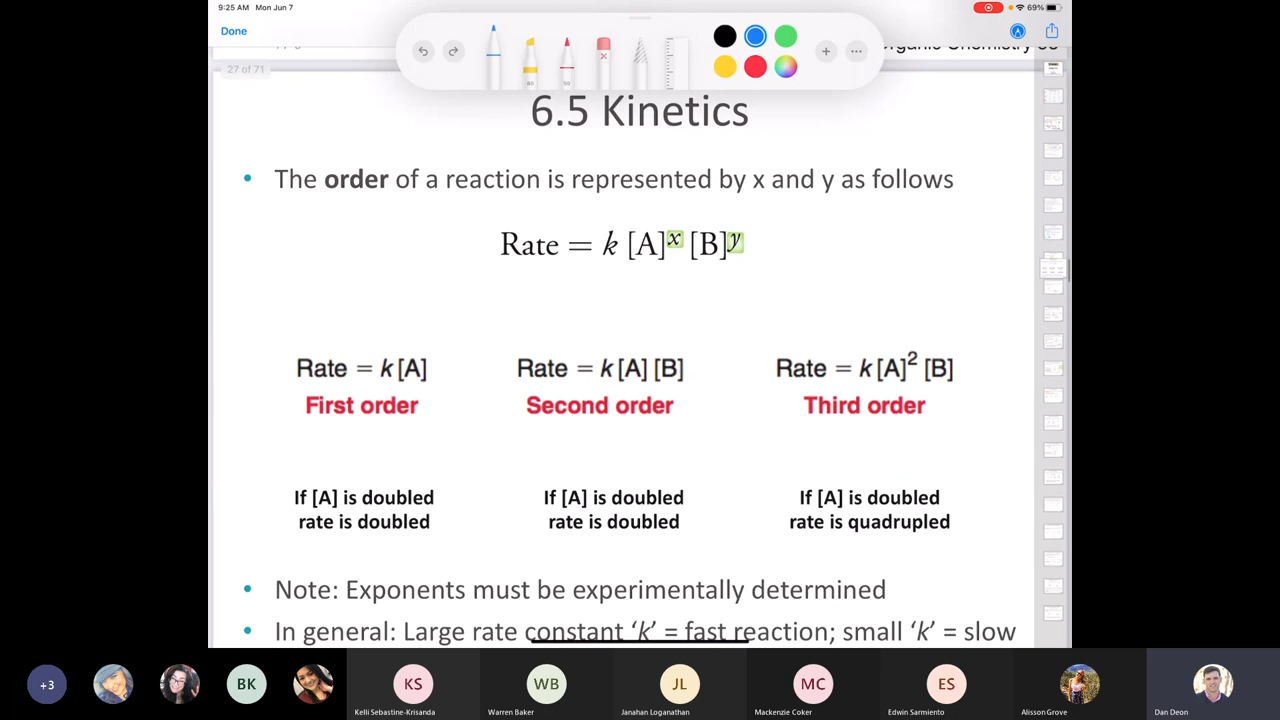 9:25 AM Mon Jun 7
69%
Done
27 of 71
6.5 Kinetics
• The order of a reaction is represented by x and y as follows
Rate = k [A]^x [B]^y
Rate = k [A] Rate = k [A] [B] Rate = k [A]² [B]
First order Second order Third order
If [A] is doubled If [A] is doubled If [A] is doubled
rate is doubled rate is doubled rate is quadrupled
• Note: Exponents must be experimentally determined
• In general: Large rate constant ‘k’ = fast reaction; small ‘k’ = slow
+3 BK KS WB JL MC ES
Kelli Sebastine-Krisanda Warren Baker Janahan Loganathan Mackenzie Coker Edwin Sarmiento Alisson Grove Dan Deon